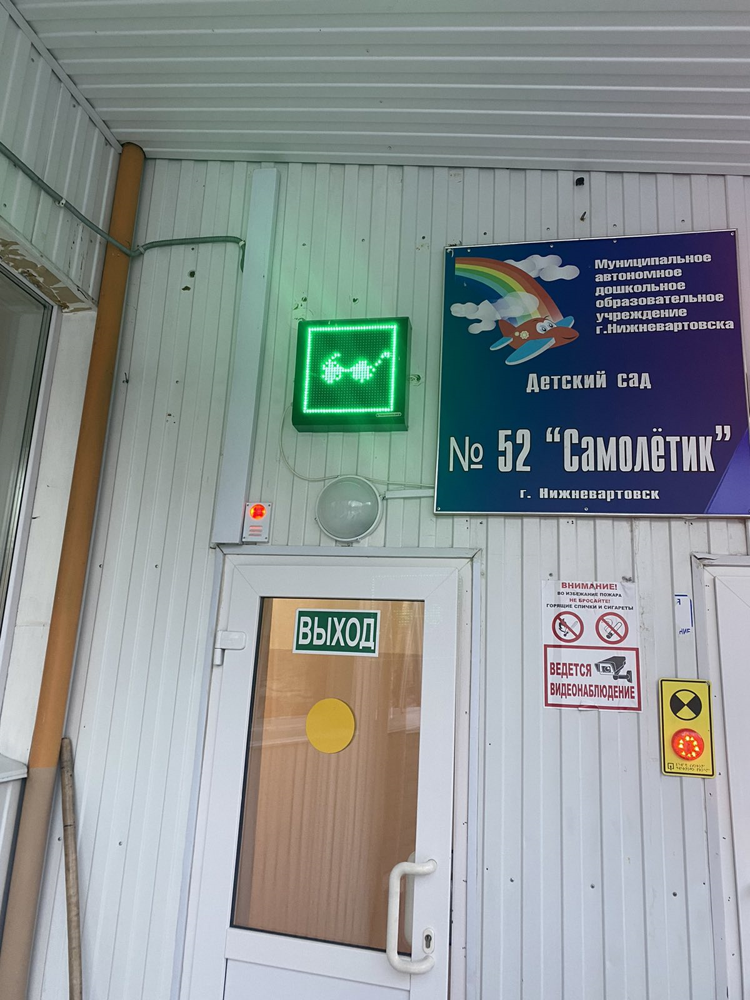 Муниципальное
автономное
дошкольное
образовательное
учреждение
г.Нижневартовска
Детский сад
№ 52 “Самолётик”
г. Нижневартовск
ВЫХОД
ВНИМАНИЕ!
ВО ИЗБЕЖАНИЕ ПОЖАРА
НЕ БРОСАЙТЕ!
ГОРЯЩИЕ СПИЧКИ И СИГАРЕТЫ
ВЕДЕТСЯ
ВИДЕОНАБЛЮДЕНИЕ